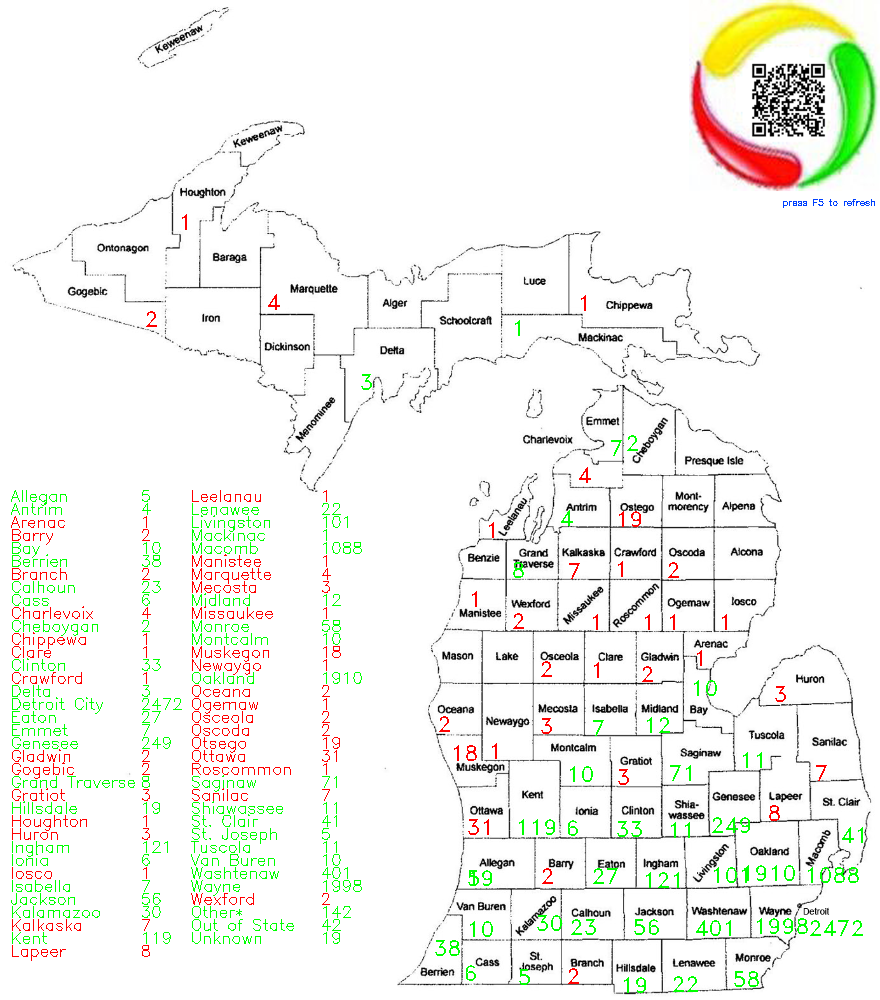 Keweenaw
press F5 to refresh
Keweenaw
Houghton
1
Ontonagon
Baraga
Gogebic
2
Iron
Marquette
4
Alger
Luce
1
Chippewa
Schoolcraft
1
Mackinac
Dickinson
Delta
3
Menominee
Emmet
7
2
Cheboygan
Charlevoix
4
Presque Isle
Leelanau
1
Antrim
4
Ostego
19
Mont-
morency
Alpena
Benzie
Grand
Traverse
8
Kalkaska
7
Crawford
1
Oscoda
2
Alcona
1
Manistee
Wexford
2
Missaukee
1
Roscommon
1
Ogemaw
1
Iosco
1
Mason
Lake
Osceola
2
Clare
1
Gladwin
2
Arenac
1
10
Bay
Huron
3
Oceana
2
Newaygo
1
Mecosta
3
Isabella
7
Midland
12
Tuscola
11
Sanilac
7
18
Muskegon
Montcalm
10
Gratiot
3
Saginaw
71
Ottawa
31
Kent
119
Ionia
6
Clinton
33
Shia-
wassee
11
Genesee
249
Lapeer
8
St. Clair
41
Allegan
59
Barry
2
Eaton
27
Ingham
121
Livingston
101
Oakland
1910
Macomb
1088
Van Buren
10
Kalamazoo
30
Calhoun
23
Jackson
56
Washtenaw
401
Wayne
1998
Detroit
2472
38
Berrien
Cass
6
St.
Joseph
5
Branch
2
Hillsdale
19
Lenawee
22
Monroe
58
Allegan 5 Leelanau 1
Antrim 4 Lenawee 22
Arenac 1 Livingston 101
Barry 2 Mackinac 1
Bay 10 Macomb 1088
Berrien 38 Manistee 1
Branch 2 Marquette 4
Calhoun 23 Mecosta 3
Cass 6 Midland 12
Charlevoix 4 Missaukee 1
Cheboygan 2 Monroe 58
Chippewa 1 Montcalm 10
Clare 1 Muskegon 18
Clinton 33 Newaygo 1
Crawford 1 Oakland 1910
Delta 3 Oceana 2
Detroit City 2472 Ogemaw 1
Eaton 27 Osceola 2
Emmet 7 Oscoda 2
Genesee 249 Otsego 19
Gladwin 2 Ottawa 31
Gogebic 2 Roscommon 1
Grand Traverse 8 Saginaw 71
Gratiot 3 Sanilac 7
Hillsdale 19 Shiawassee 11
Houghton 1 St. Clair 41
Huron 3 St. Joseph 5
Ingham 121 Tuscola 11
Ionia 6 Van Buren 10
Iosco 1 Washtenaw 401
Isabella 7 Wayne 1998
Jackson 56 Wexford 2
Kalamazoo 30 Other* 142
Kalkaska 7 Out of State 42
Kent 119 Unknown 19
Lapeer 8